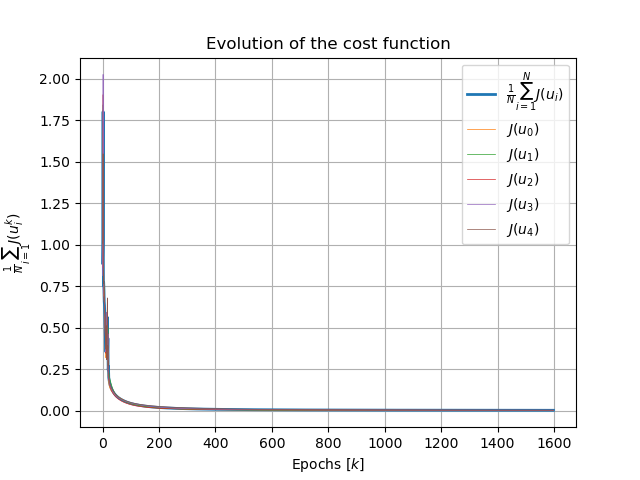 Evolution of the cost function
2.00
1.75
1.50
1.25
1.00
0.75
0.50
0.25
0.00
0 200 400 600 800 1000 1200 1400 1600
Epochs [k]
$\frac{1}{N}\sum_{i=1} J(u_i^k)$
$\frac{1}{N}\sum_{i=1}^{N} J(u_i)$
$J(u_0)$
$J(u_1)$
$J(u_2)$
$J(u_3)$
$J(u_4)$